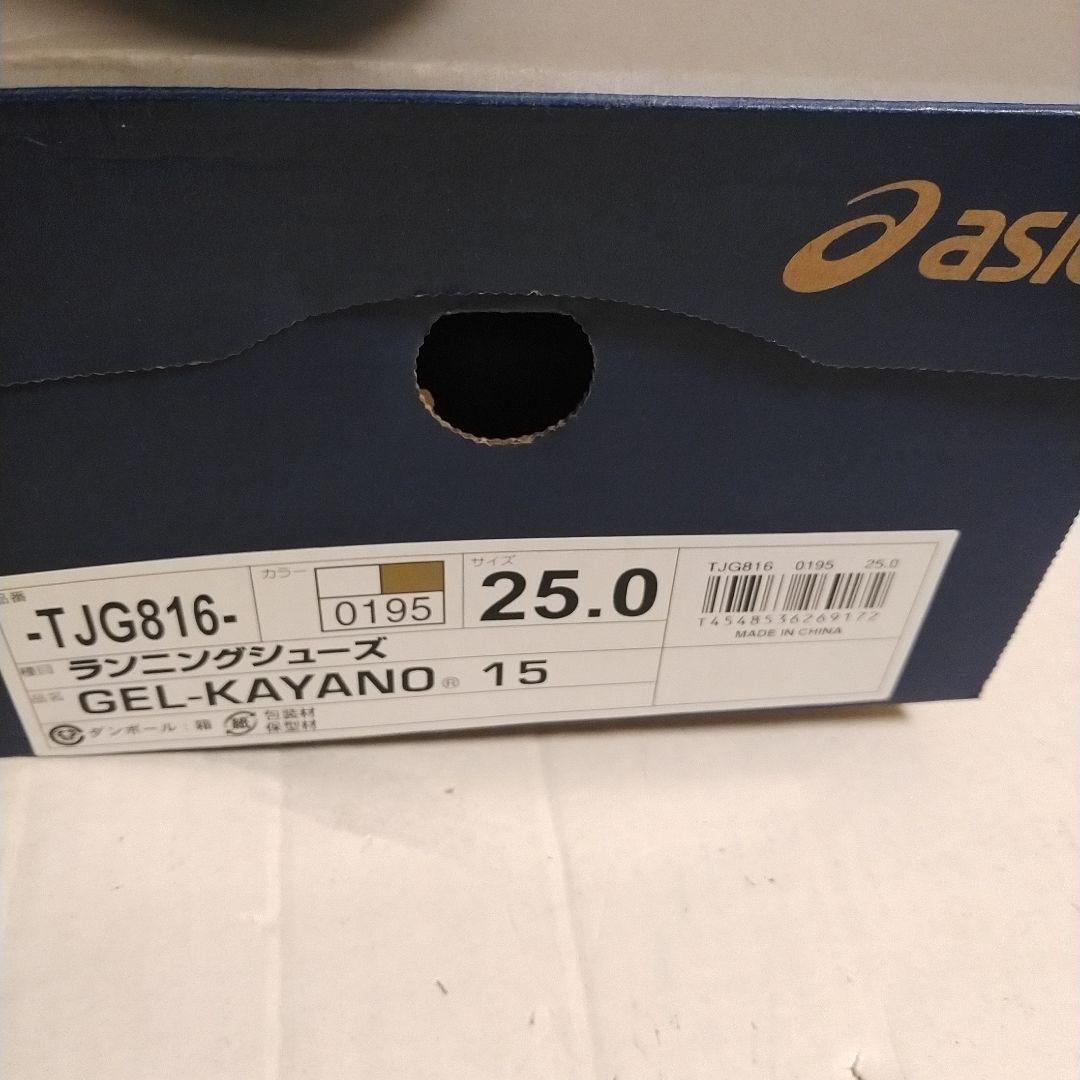 asic
品番
カラー
サイズ
-TJG816-
0195
25.0
TJG816 0195 25.0
T4548536269172
MADE IN CHINA
種目 ランニングシューズ
品名 GEL-KAYANO® 15
ダンボール:箱 紙 包装材
保型材